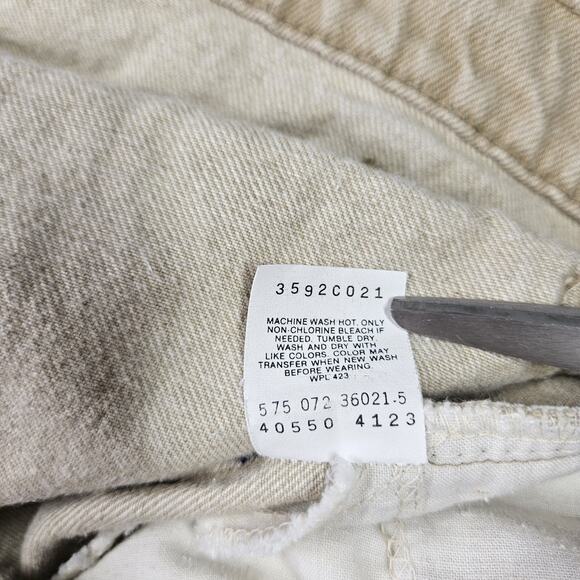 3592C021
MACHINE WASH HOT. ONLY
NON-CHLORINE BLEACH IF
NEEDED. TUMBLE DRY.
WASH AND DRY WITH
LIKE COLORS. COLOR MAY
TRANSFER WHEN NEW WASH
BEFORE WEARING.
WPL 423
575 072 36021.5
40550 4123